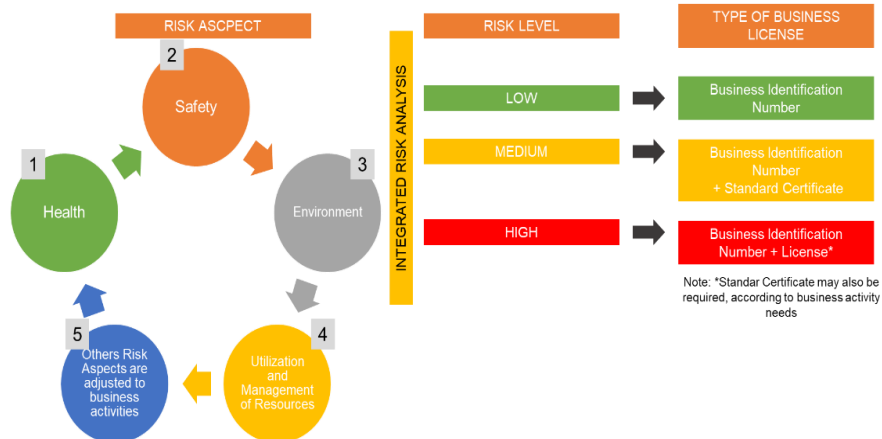 RISK ASCPECT
2
Safety
1
Health
3
Environment
5
Others Risk
Aspects are
adjusted to
business
activities
4
Utilization
and
Management
of Resources
INTEGRATED RISK ANALYSIS
RISK LEVEL
TYPE OF BUSINESS
LICENSE
LOW
Business Identification
Number
MEDIUM
Business Identification
Number
+ Standard Certificate
HIGH
Business Identification
Number + License*
Note: *Standar Certificate may also be
required, according to business activity
needs